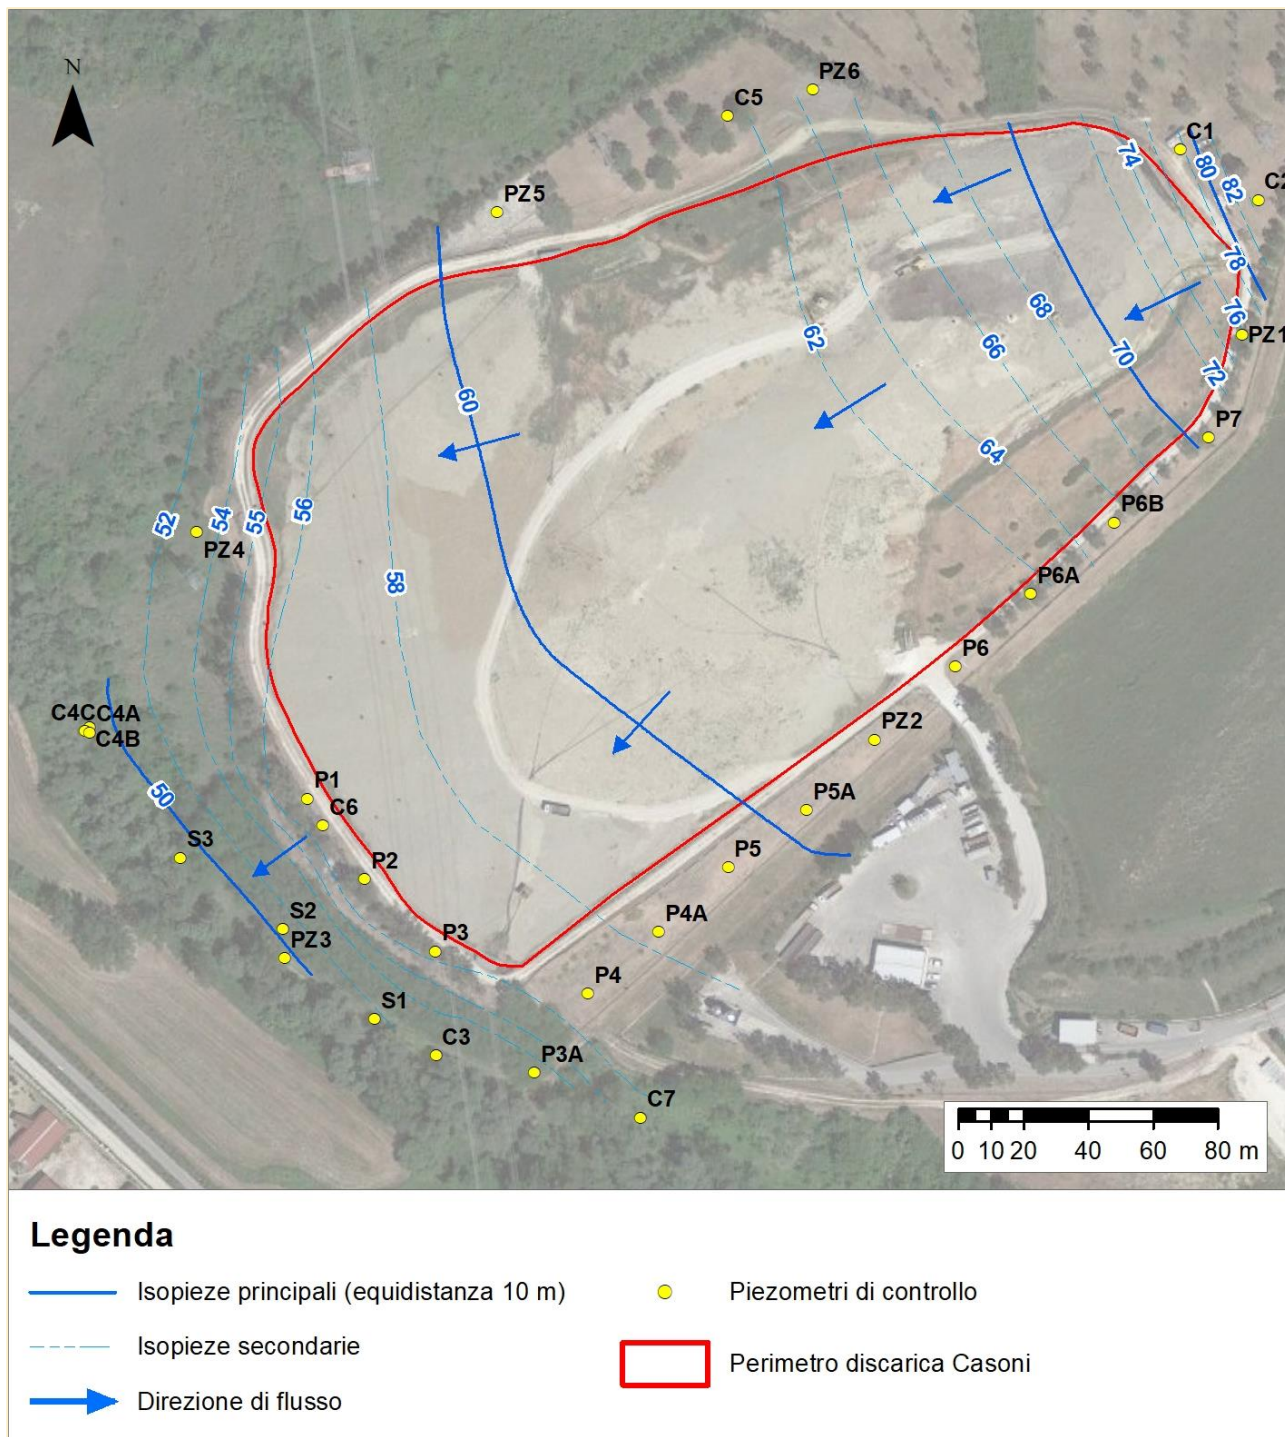 N
PZ6
C5
C1
74
80
82
C2
PZ5
78
76
PZ1
68
66
62
70
72
60
P7
64
56
55
54
52
PZ4
P6B
58
P6A
P6
C4C
C4A
C4B
PZ2
50
P1
C6
P5A
S3
P2
P5
S2
P4A
P3
PZ3
P4
S1
C3
P3A
C7
0 10 20 40 60 80 m
Legenda
Isopieze principali (equidistanza 10 m)
Piezometri di controllo
Isopieze secondarie
Perimetro discarica Casoni
Direzione di flusso